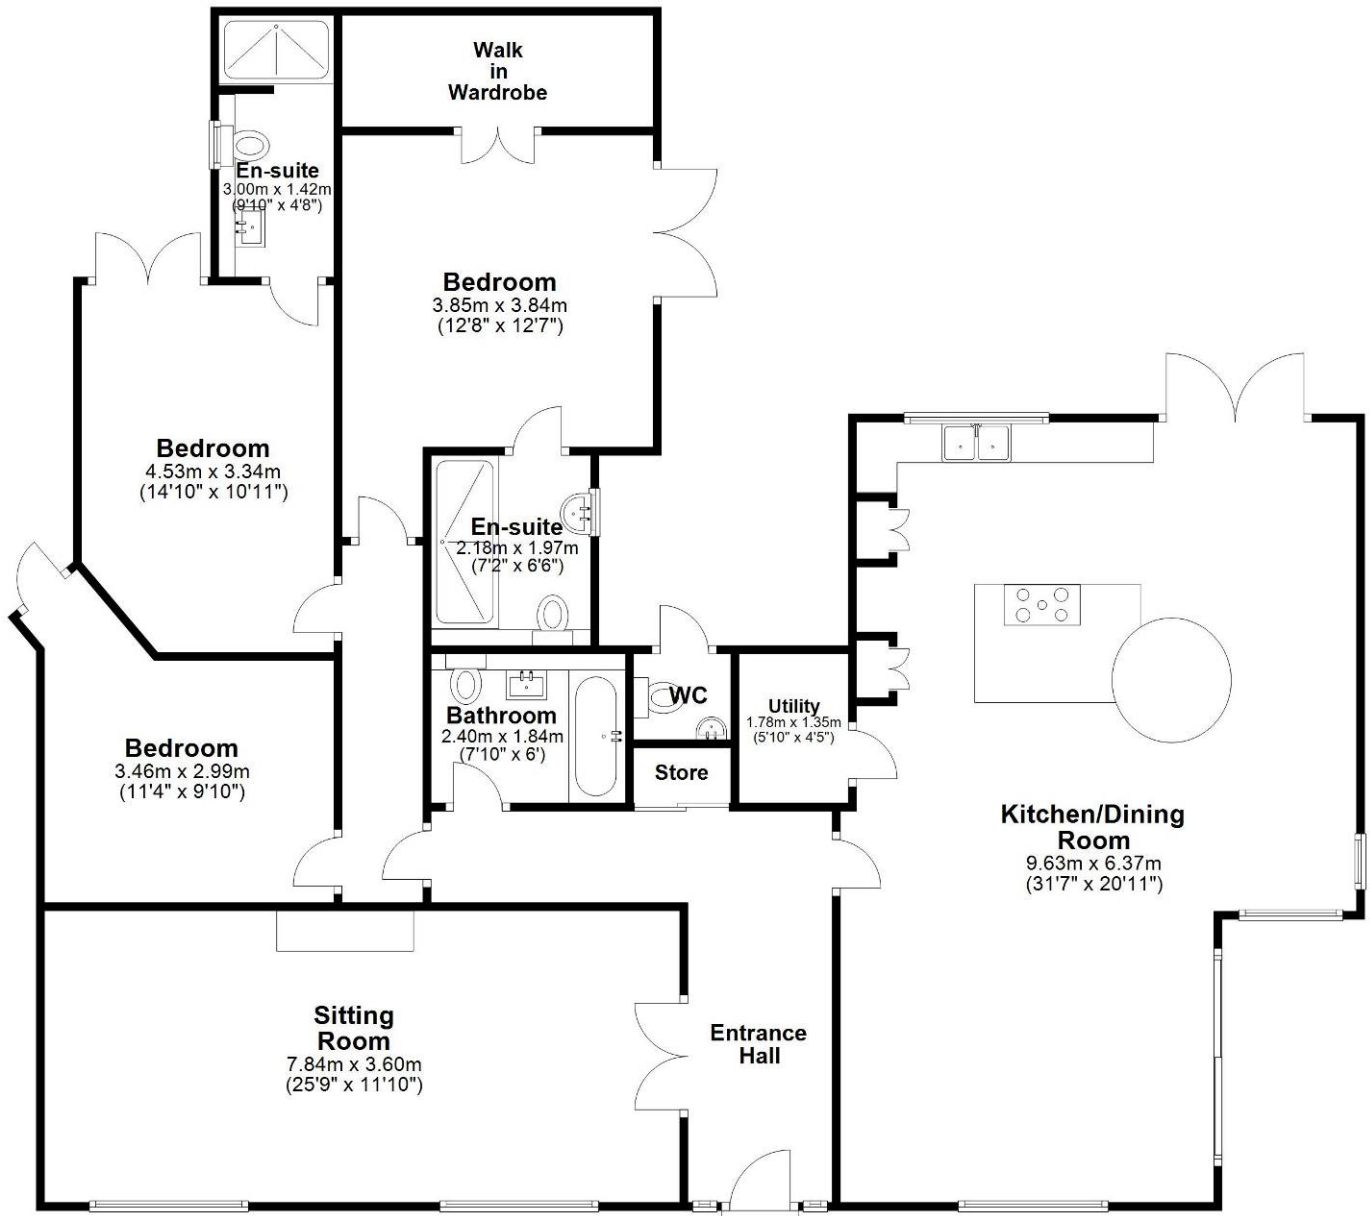 Walk
in
Wardrobe
En-suite
3.00m x 1.42m
(9'10" x 4'8")
Bedroom
3.85m x 3.84m
(12'8" x 12'7")
Bedroom
4.53m x 3.34m
(14'10" x 10'11")
En-suite
2.18m x 1.97m
(7'2" x 6'6")
WC
Utility
1.78m x 1.35m
(5'10" x 4'5")
Bathroom
2.40m x 1.84m
(7'10" x 6')
Store
Bedroom
3.46m x 2.99m
(11'4" x 9'10")
Kitchen/Dining
Room
9.63m x 6.37m
(31'7" x 20'11")
Sitting
Room
7.84m x 3.60m
(25'9" x 11'10")
Entrance
Hall